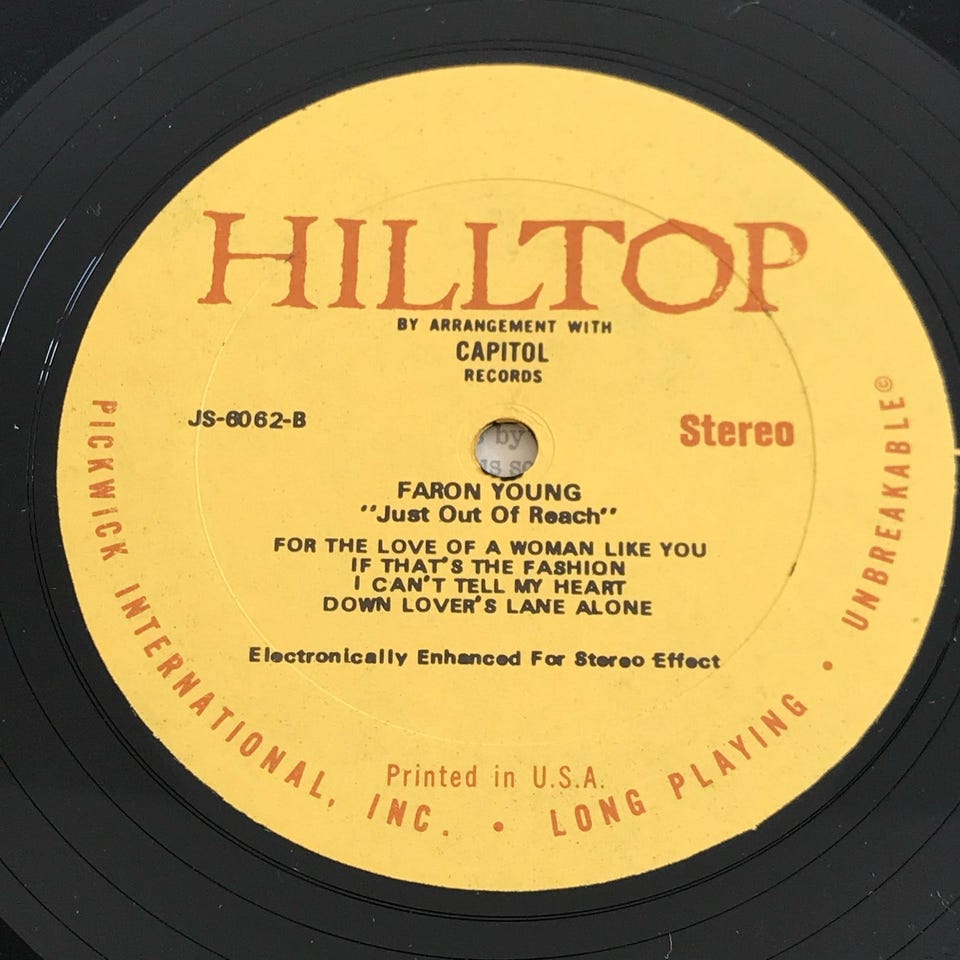 HILLTOP
BY ARRANGEMENT WITH
CAPITOL
RECORDS
JS-6062-B
Stereo
by
FARON YOUNG
"Just Out Of Reach"
FOR THE LOVE OF A WOMAN LIKE YOU
IF THAT'S THE FASHION
I CAN'T TELL MY HEART
DOWN LOVER'S LANE ALONE
Electronically Enhanced For Stereo Effect
Printed in U.S.A.
PICKWICK INTERNATIONAL, INC. • LONG PLAYING • UNBREAKABLE©